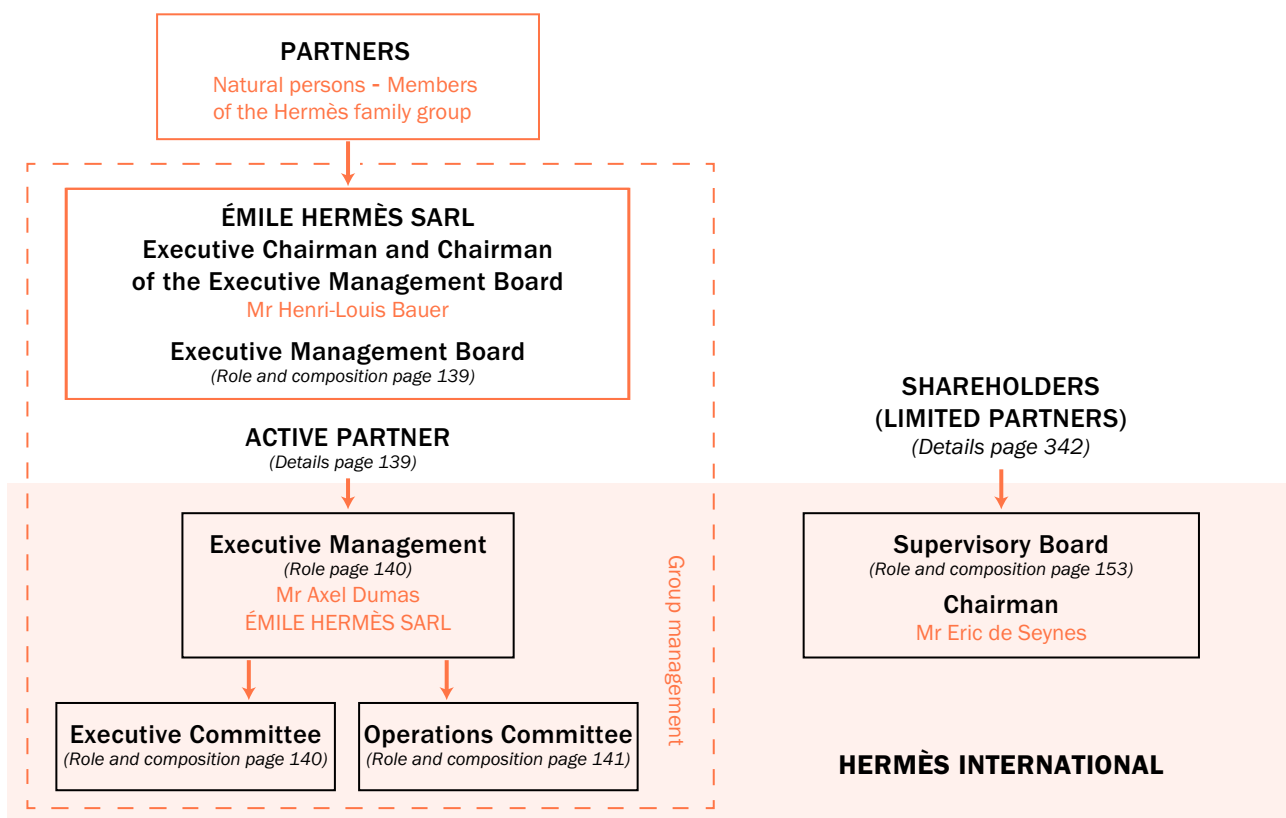 PARTNERS
Natural persons - Members
of the Hermès family group
ÉMILE HERMÈS SARL
Executive Chairman and Chairman
of the Executive Management Board
Mr Henri-Louis Bauer
Executive Management Board
(Role and composition page 139)
ACTIVE PARTNER
(Details page 139)
Executive Management
(Role page 140)
Mr Axel Dumas
ÉMILE HERMÈS SARL
Executive Committee
(Role and composition page 140)
Operations Committee
(Role and composition page 141)
Group management
SHAREHOLDERS
(LIMITED PARTNERS)
(Details page 342)
Supervisory Board
(Role and composition page 153)
Chairman
Mr Eric de Seynes
HERMÈS INTERNATIONAL